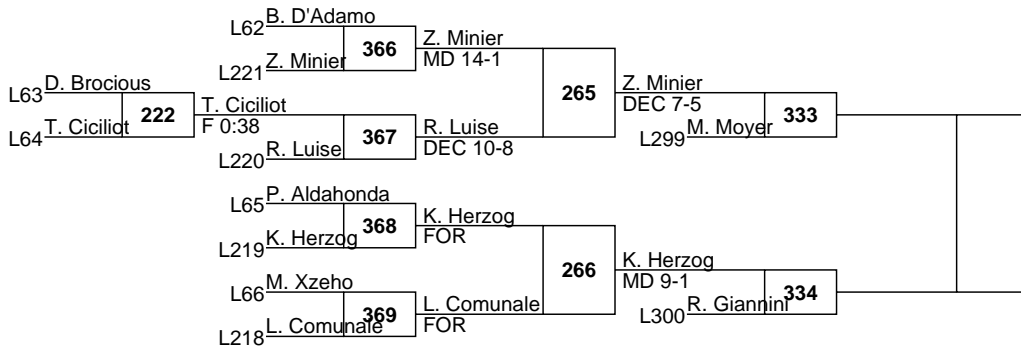 L62 B. D'Adamo
366
Z. Minier
MD 14-1
L221 Z. Minier
265
Z. Minier
DEC 7-5
L63 D. Brocious
222
T. Ciciliot
F 0:38
L64 T. Ciciliot
367
R. Luise
DEC 10-8
L220 R. Luise
333
L299 M. Moyer
L65 P. Aldahonda
368
K. Herzog
FOR
L219 K. Herzog
266
K. Herzog
MD 9-1
L66 M. Xzeho
369
L. Comunale
FOR
L218 L. Comunale
334
L300 R. Giannini